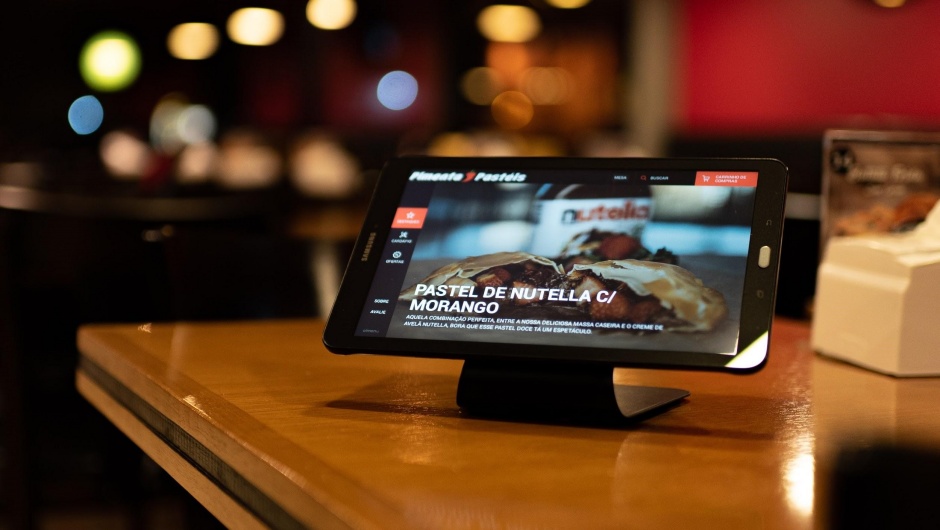 Pimenta Pastéis
MESA
BUSCAR
CARRINHO DE
COMPRAS
nutella
CARDÁPIO
OFERTAS
PASTEL DE NUTELLA C/
MORANGO
AQUELA COMBINAÇÃO PERFEITA, ENTRE A NOSSA DELICIOSA MASSA CASEIRA E O CREME DE
AVELÃ NUTELLA, BORA QUE ESSE PASTEL DOCE TÁ UM ESPETÁCULO.
SOBRE
AVALIE
SAMSUNG